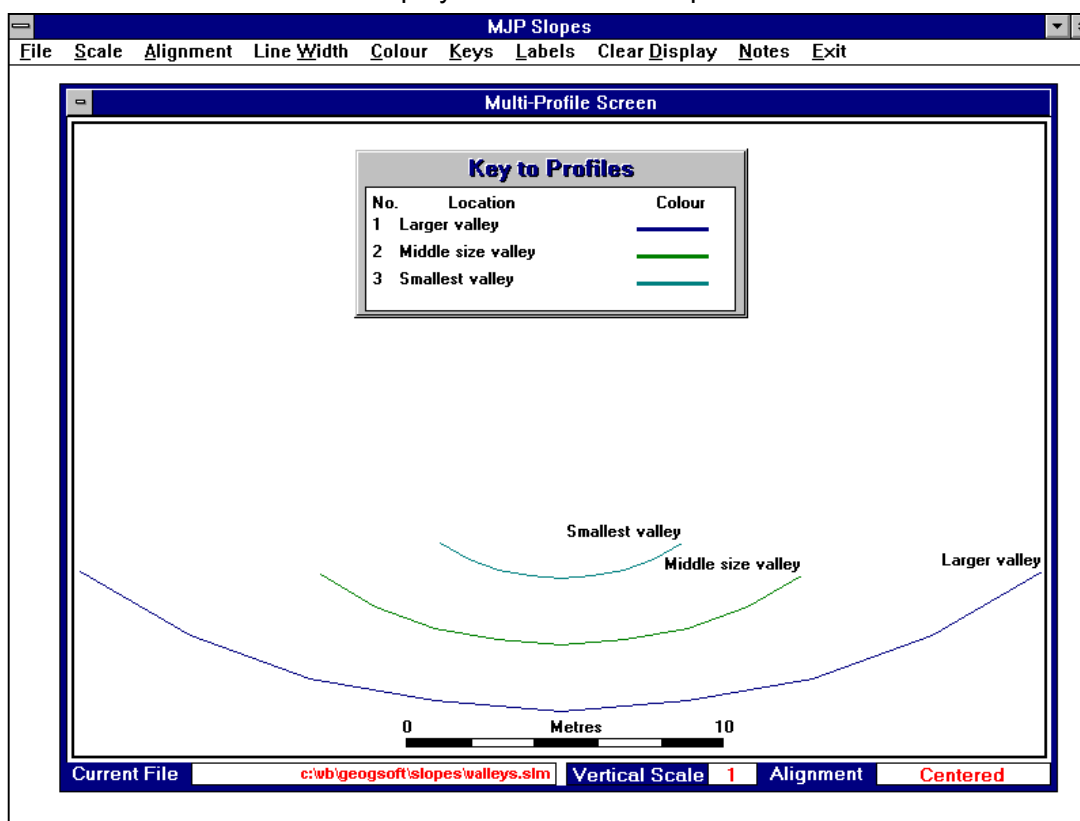 MJP Slopes
File Scale Alignment Line Width Colour Keys Labels Clear Display Notes Exit
Multi-Profile Screen
Key to Profiles
No. Location Colour
1 Larger valley
2 Middle size valley
3 Smallest valley
Smallest valley
Middle size valley
Larger valley
0 Metres 10
Current File c:\vb\geogsoft\slopes\valleys.slm Vertical Scale 1 Alignment Centered